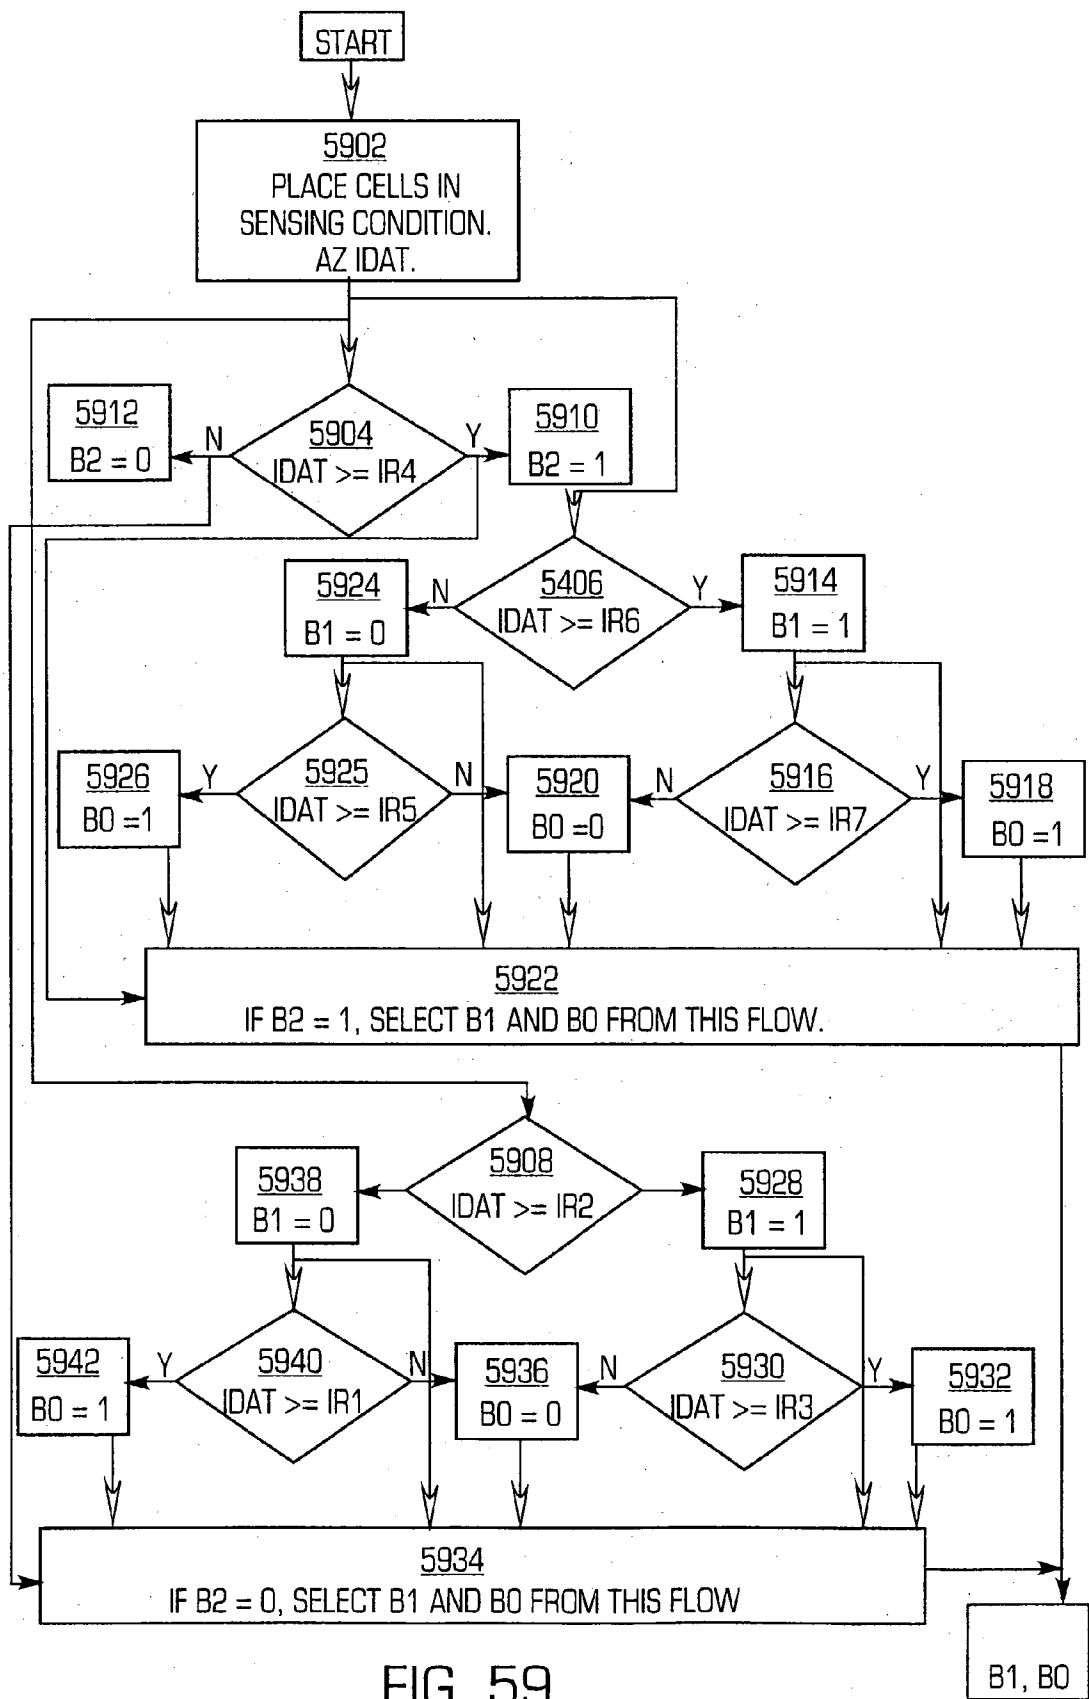 START
5902
PLACE CELLS IN
SENSING CONDITION.
AZ IDAT.
5912
B2 = 0
N
5904
IDAT >= IR4
Y
5910
B2 = 1
5924
B1 = 0
N
5406
IDAT >= IR6
Y
5914
B1 = 1
5926
B0 =1
Y
5925
IDAT >= IR5
N
5920
B0 =0
N
5916
IDAT >= IR7
Y
5918
B0 =1
5922
IF B2 = 1, SELECT B1 AND B0 FROM THIS FLOW.
5938
B1 = 0
5908
IDAT >= IR2
5928
B1 = 1
5942
B0 = 1
Y
5940
IDAT >= IR1
N
5936
B0 = 0
N
5930
IDAT >= IR3
Y
5932
B0 = 1
5934
IF B2 = 0, SELECT B1 AND B0 FROM THIS FLOW
B1, B0
FIG. 59